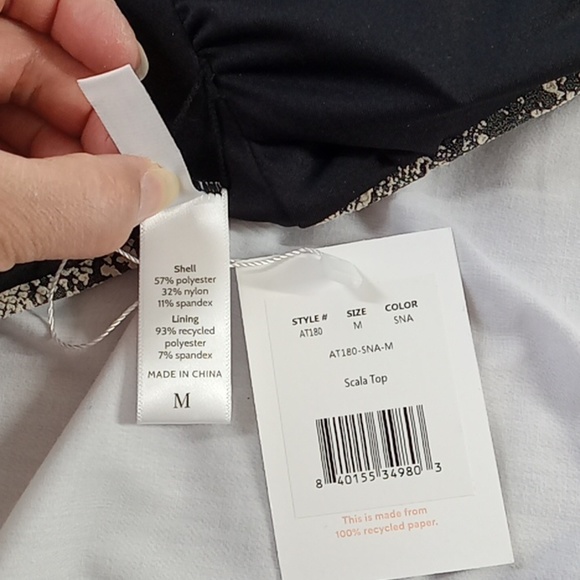 Shell
57% polyester
32% nylon
11% spandex
Lining
93% recycled
polyester
7% spandex
MADE IN CHINA
M
STYLE # SIZE COLOR
AT180 M SNA
AT180-SNA-M
Scala Top
8 40155 34980 3
This is made from
100% recycled paper.